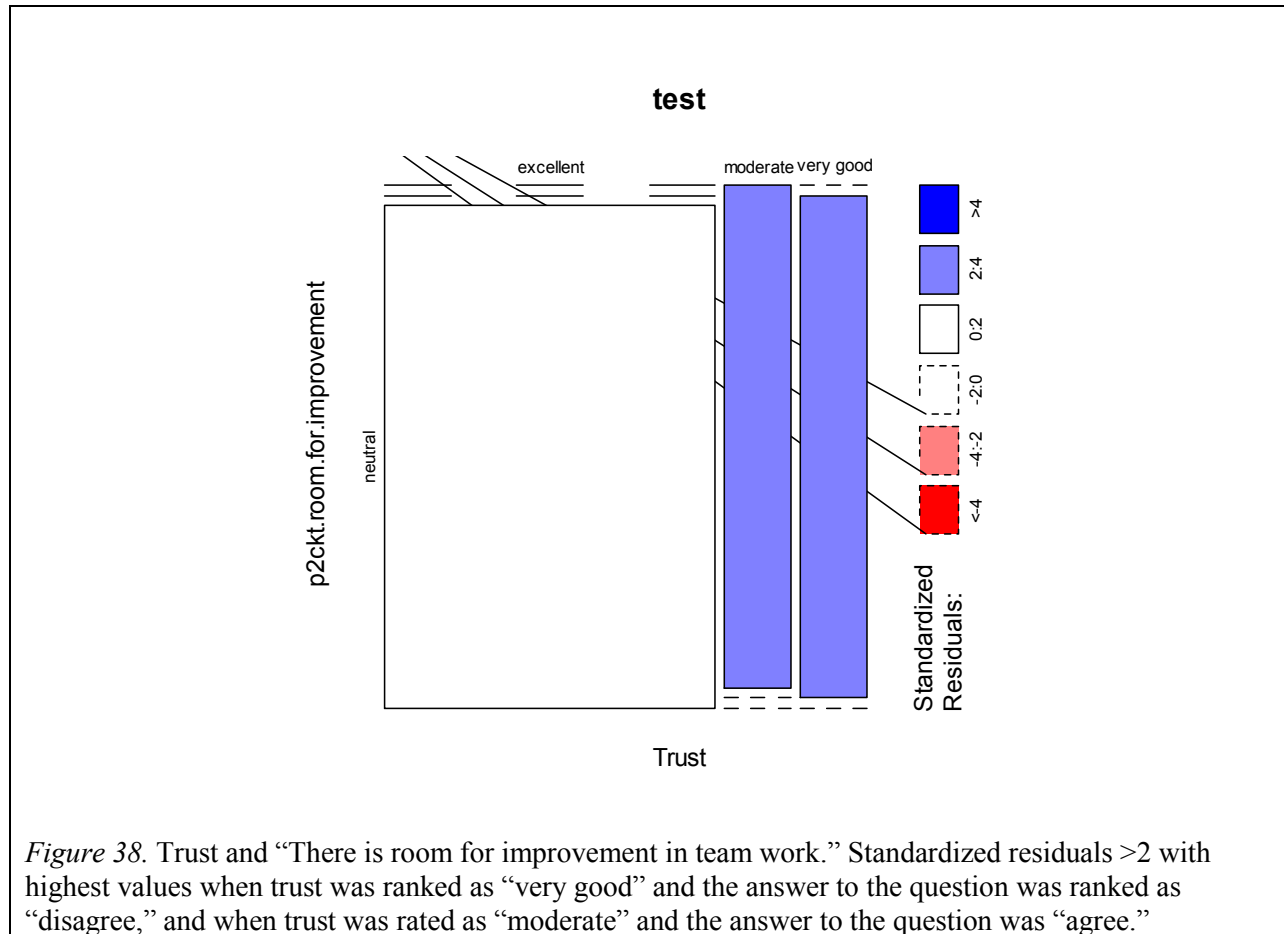 test
excellent
moderate
very good
p2ckt.room.for.improvement
neutral
Trust
>4
2:4
0:2
-2:0
-4:-2
<-4
Standardized
Residuals:
Figure 38. Trust and “There is room for improvement in team work.” Standardized residuals >2 with
highest values when trust was ranked as “very good” and the answer to the question was ranked as
“disagree,” and when trust was rated as “moderate” and the answer to the question was “agree.”